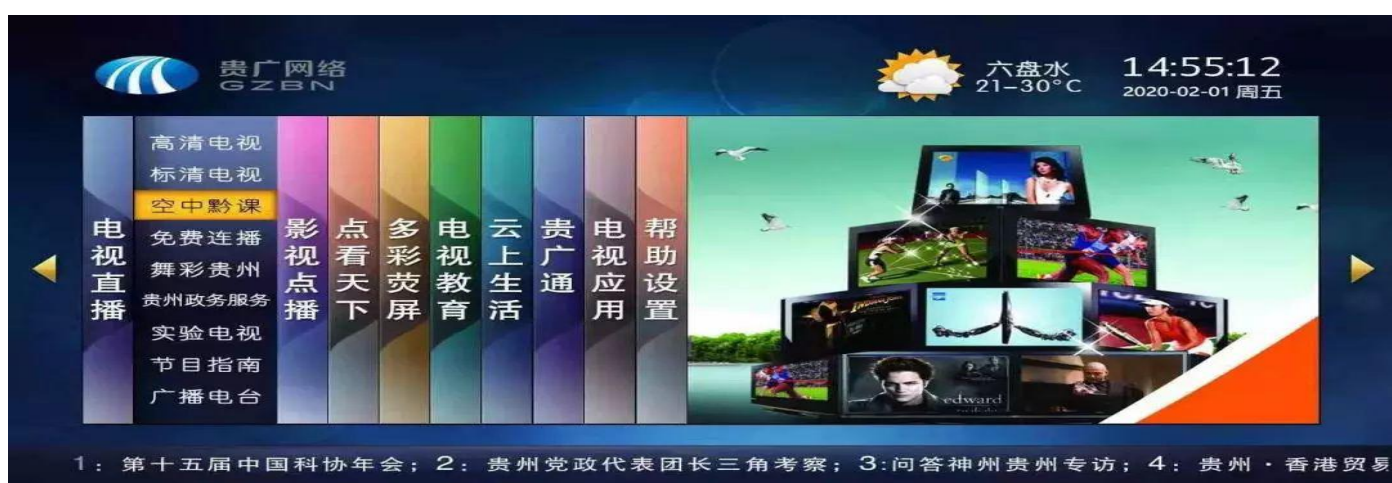 贵广网络
GZBN
六盘水
21-30°C
14:55:12
2020-02-01 周五
电视直播
高清电视
标清电视
空中黔课
免费连播
舞彩贵州
贵州政务服务
实验电视
节目指南
广播电台
影视点播
点看天下
多彩荧屏
电视教育
云上生活
贵广通
电视应用
帮助设置
edward
1：第十五届中国科协年会；2：贵州党政代表团长三角考察；3:问答神州贵州专访；4：贵州·香港贸易